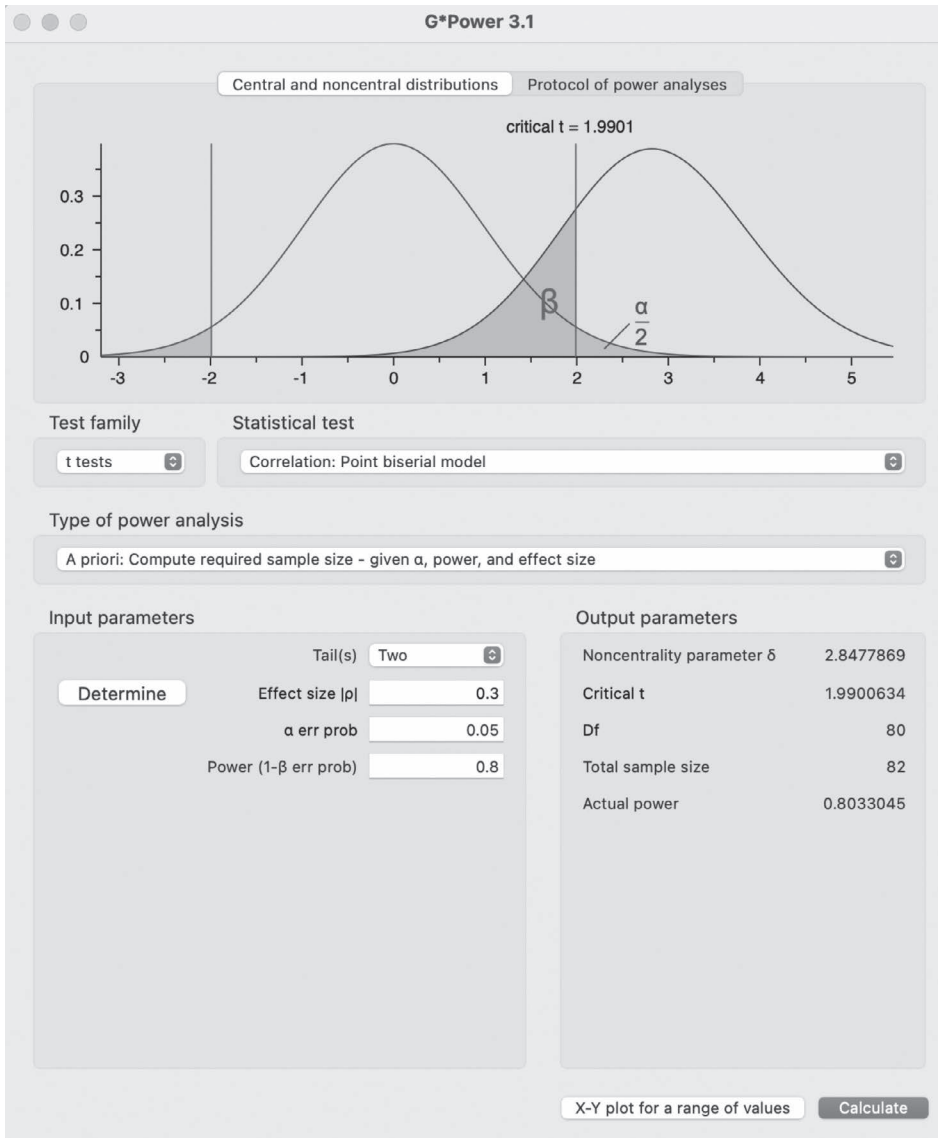 G*Power 3.1
Central and noncentral distributions Protocol of power analyses
critical t = 1.9901
0.3
0.2
0.1
0
β
α
2
-3 -2 -1 0 1 2 3 4 5
Test family Statistical test
t tests Correlation: Point biserial model
Type of power analysis
A priori: Compute required sample size - given α, power, and effect size
Input parameters
Tail(s) Two
Determine Effect size |ρ| 0.3
α err prob 0.05
Power (1-β err prob) 0.8
Output parameters
Noncentrality parameter δ 2.8477869
Critical t 1.9900634
Df 80
Total sample size 82
Actual power 0.8033045
X-Y plot for a range of values Calculate